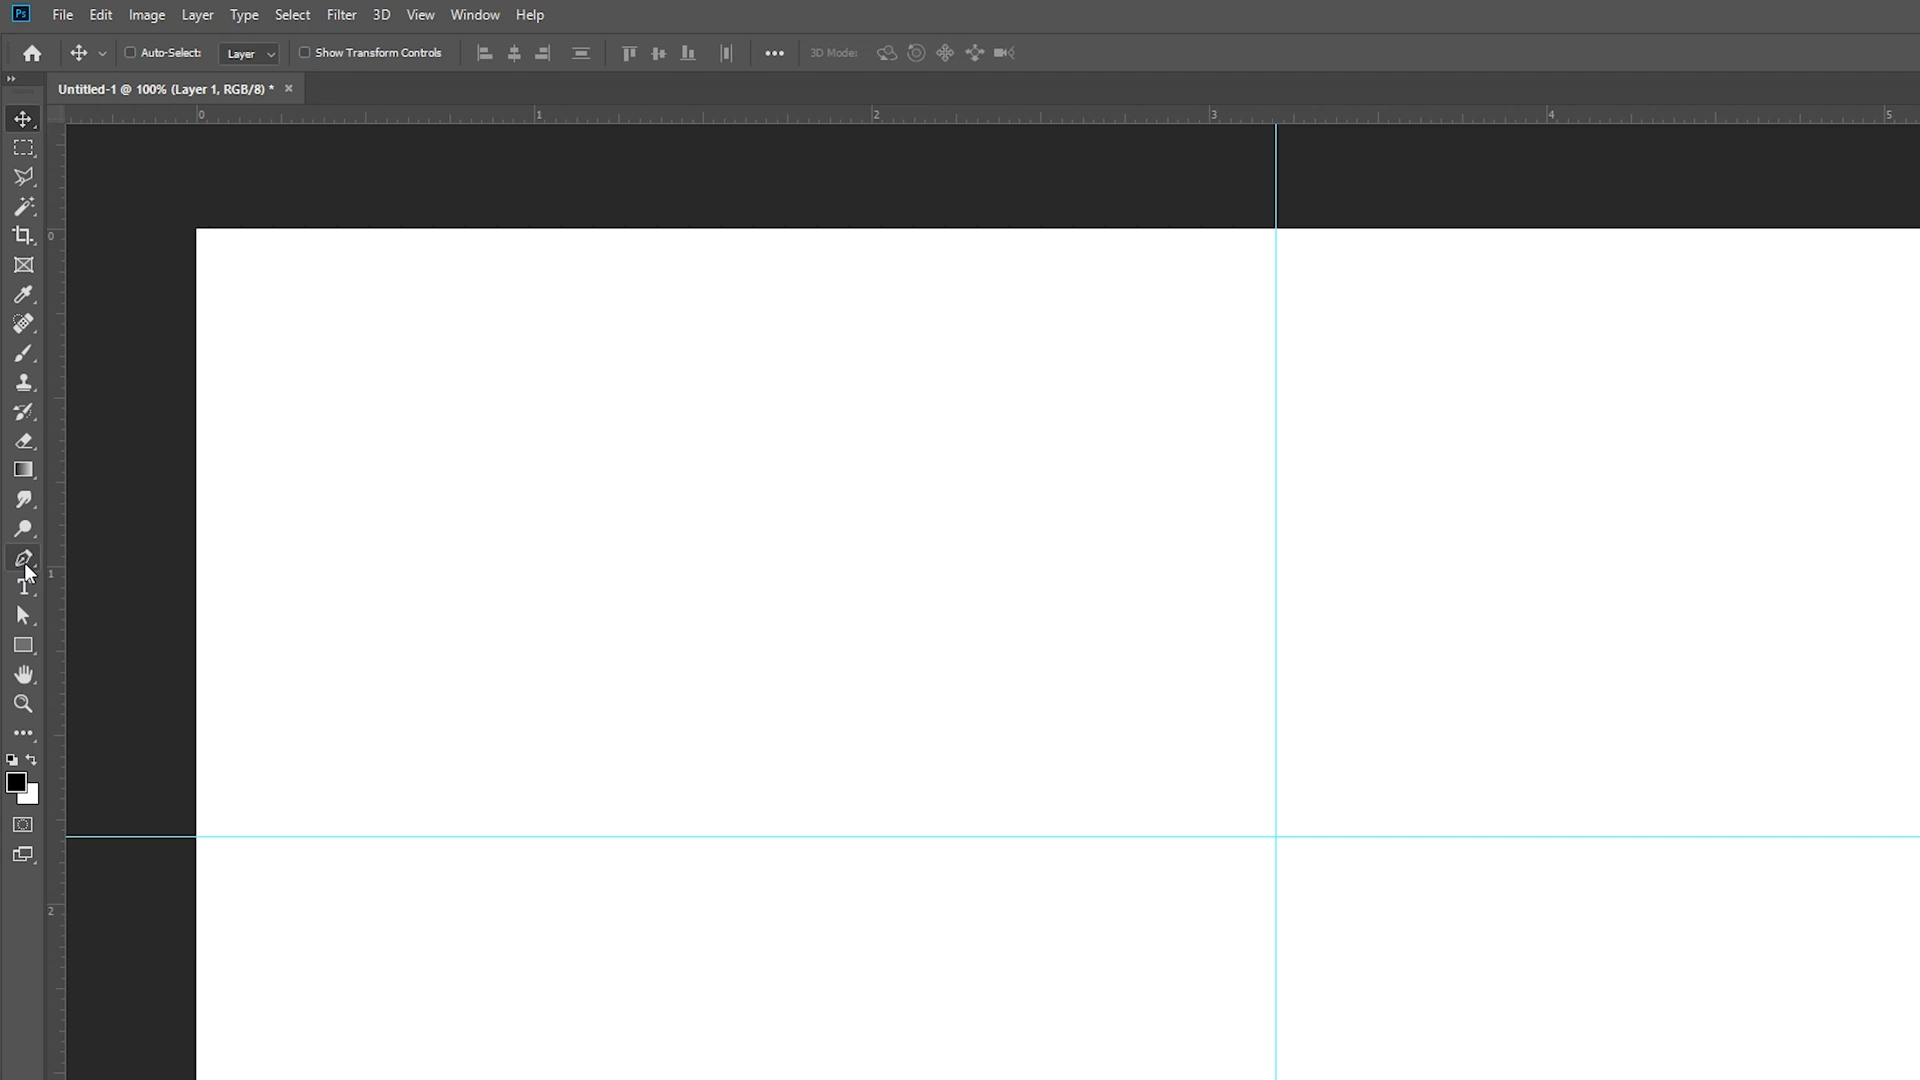 Ps File Edit Image Layer Type Select Filter 3D View Window Help
Auto-Select: Layer Show Transform Controls 3D Mode:
Untitled-1 @ 100% (Layer 1, RGB/8) * ×
0 1 2 3 4 5
0
1
T
2